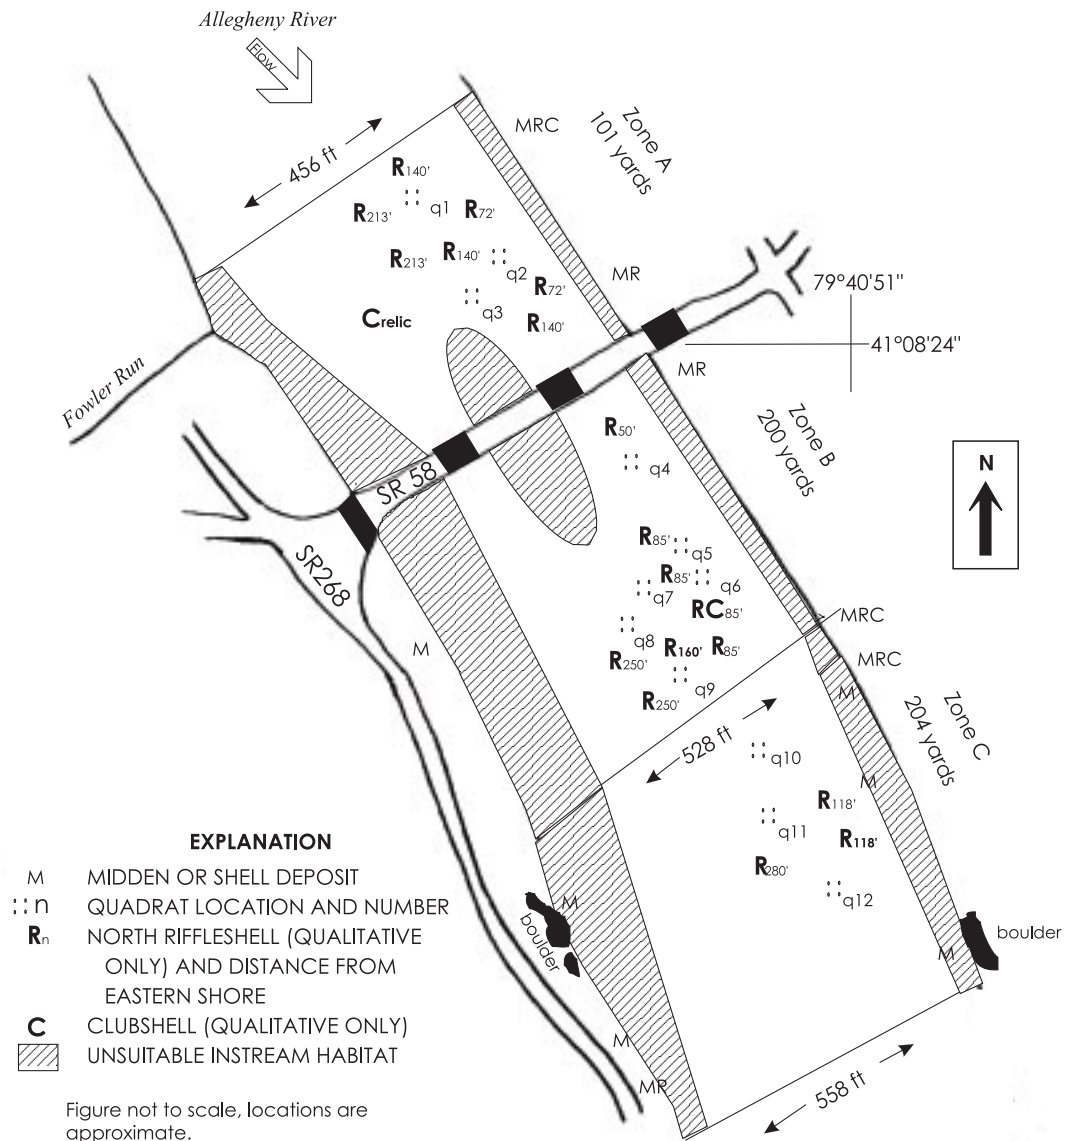 Allegheny River
Flow
456 ft
MRC
Zone A
101 yards
R140'
q1
R213'
R72'
R213'
R140'
q2
R72'
q3
Crelic
R140'
MR
79°40'51"
41°08'24"
MR
Fowler Run
SR 58
SR268
R50'
q4
Zone B
200 yards
N
R85'
q5
R85'
q6
q7
RC85'
q8
R160'
R85'
R250'
q9
R250'
MRC
MRC
M
M
528 ft
Zone C
204 yards
q10
M
R118'
q11
R118'
R280'
q12
M
boulder
boulder
M
M
MR
558 ft
EXPLANATION
M MIDDEN OR SHELL DEPOSIT
n QUADRAT LOCATION AND NUMBER
Rn NORTH RIFFLESHELL (QUALITATIVE
ONLY) AND DISTANCE FROM
EASTERN SHORE
C CLUBSHELL (QUALITATIVE ONLY)
UNSUITABLE INSTREAM HABITAT
Figure not to scale, locations are
approximate.